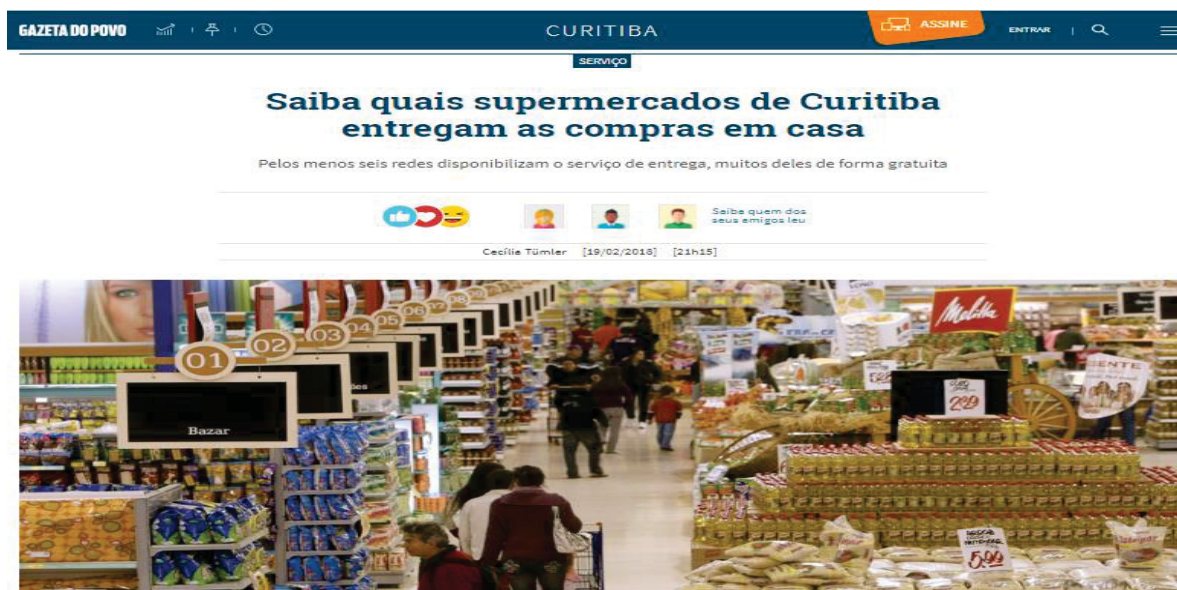 GAZETA DO POVO
CURITIBA
ASSINE
ENTRAR
SERVIÇO
Saiba quais supermercados de Curitiba
entregam as compras em casa
Pelos menos seis redes disponibilizam o serviço de entrega, muitos deles de forma gratuita
Saiba quem dos
seus amigos leu
Cecília Tümler [19/02/2018] [21h15]
01
02
03
04
05
06
Bazar
Melitta
2,99
5,99